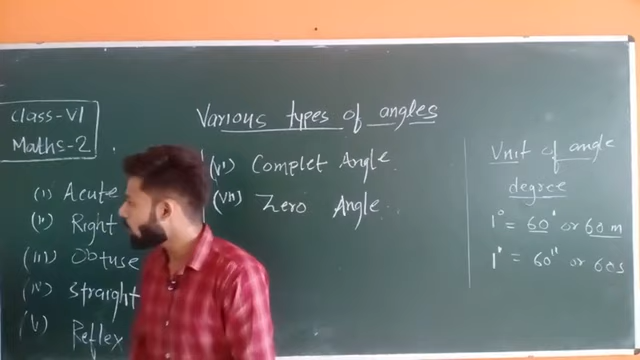 Class-VI
Maths-2
Various types of angles
(i) Acute
(ii) Right
(iii) Obtuse
(iv) Straight
(v) Reflex
(vi) Complet Angle
(vii) Zero Angle
Unit of angle
degree
1° = 60' or 60 m
1' = 60" or 60s